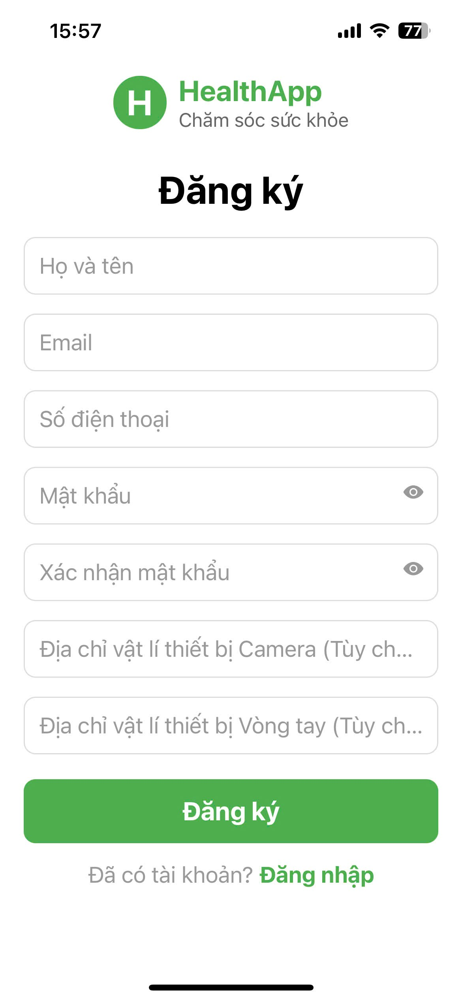 15:57
77
H
HealthApp
Chăm sóc sức khỏe
Đăng ký
Họ và tên
Email
Số điện thoại
Mật khẩu
Xác nhận mật khẩu
Địa chỉ vật lí thiết bị Camera (Tùy ch...
Địa chỉ vật lí thiết bị Vòng tay (Tùy ch...
Đăng ký
Đã có tài khoản? Đăng nhập